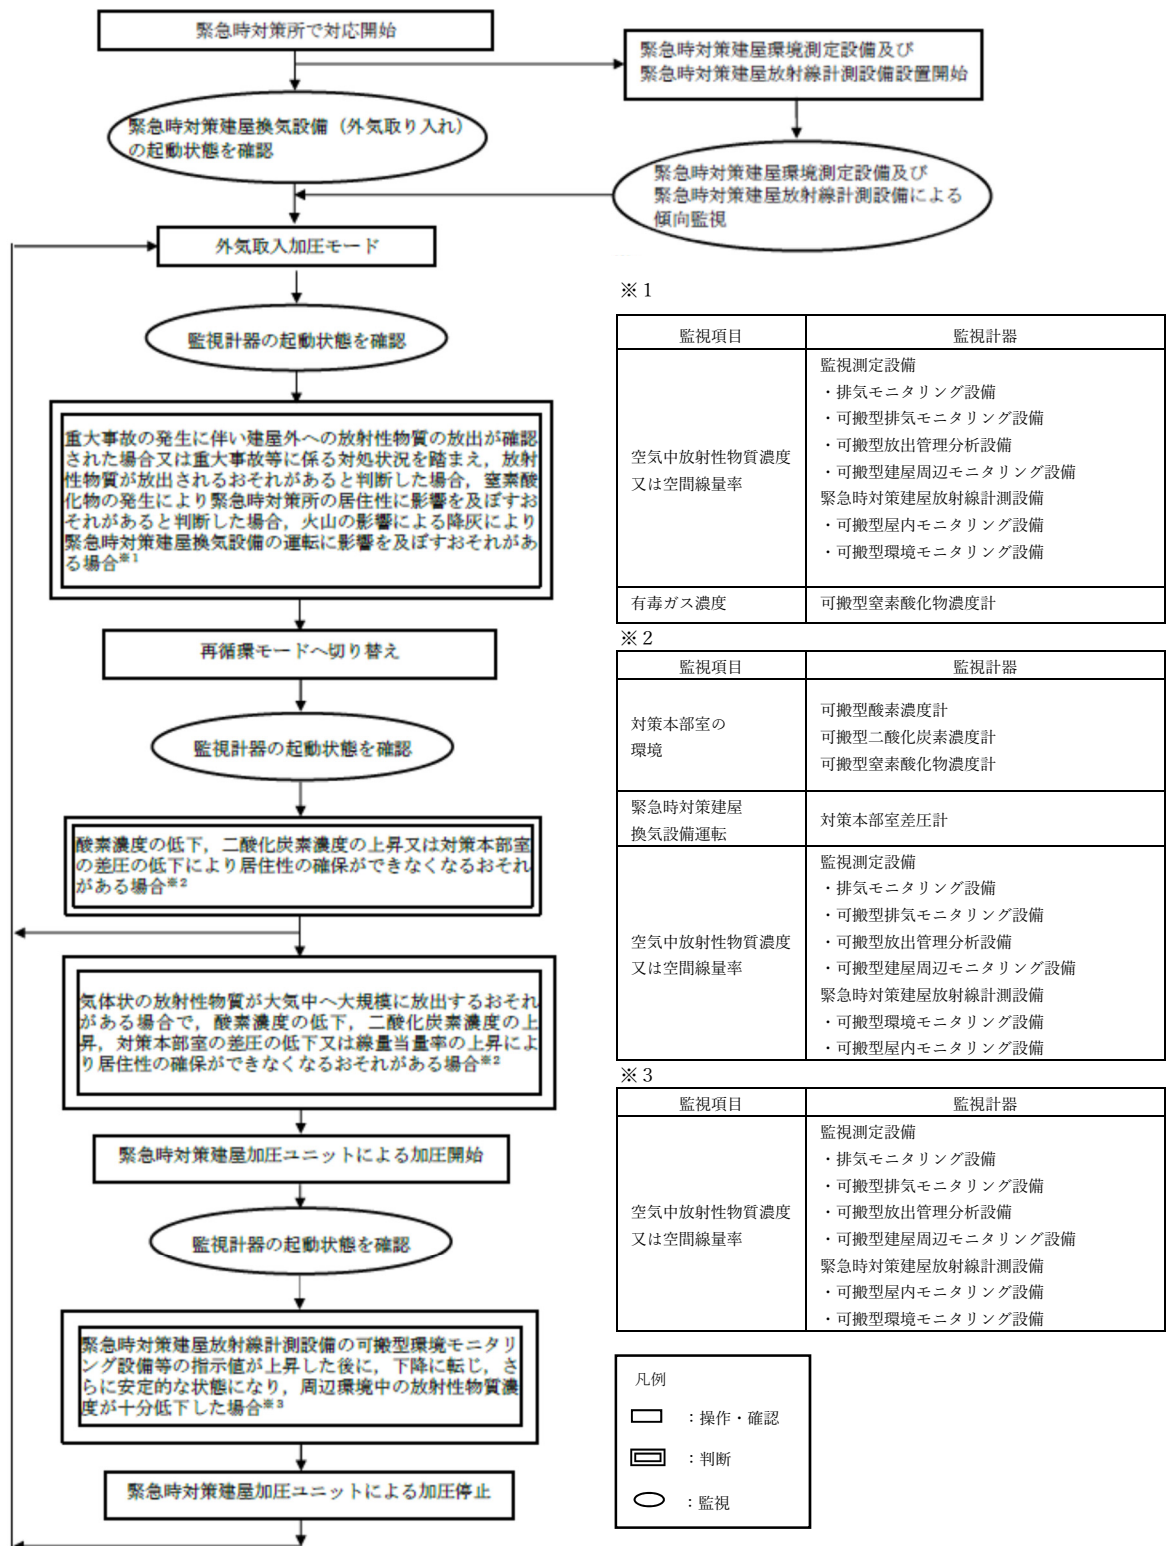 緊急時対策所で対応開始
緊急時対策建屋環境測定設備及び
緊急時対策建屋放射線計測設備設置開始
緊急時対策建屋換気設備（外気取り入れ）
の起動状態を確認
緊急時対策建屋環境測定設備及び
緊急時対策建屋放射線計測設備による
傾向監視
外気取入加圧モード
監視計器の起動状態を確認
重大事故の発生に伴い建屋外への放射性物質の放出が確認
された場合又は重大事故等に係る対処状況を踏まえ，放射
性物質が放出されるおそれがあると判断した場合，窒素酸
化物の発生により緊急時対策所の居住性に影響を及ぼすお
それがあると判断した場合，火山の影響による降灰により
緊急時対策建屋換気設備の運転に影響を及ぼすおそれがあ
る場合※1
再循環モードへ切り替え
監視計器の起動状態を確認
酸素濃度の低下，二酸化炭素濃度の上昇又は対策本部室
の差圧の低下により居住性の確保ができなくなるおそれ
がある場合※2
気体状の放射性物質が大気中へ大規模に放出するおそれ
がある場合で，酸素濃度の低下，二酸化炭素濃度の上
昇，対策本部室の差圧の低下又は線量当量率の上昇によ
り居住性の確保ができなくなるおそれがある場合※2
緊急時対策建屋加圧ユニットによる加圧開始
監視計器の起動状態を確認
緊急時対策建屋放射線計測設備の可搬型環境モニタリ
ング設備等の指示値が上昇した後に，下降に転じ，さ
らに安定的な状態になり，周辺環境中の放射性物質濃
度が十分低下した場合※3
緊急時対策建屋加圧ユニットによる加圧停止
※１
監視項目 監視計器
空気中放射性物質濃度
又は空間線量率
監視測定設備
・排気モニタリング設備
・可搬型排気モニタリング設備
・可搬型放出管理分析設備
・可搬型建屋周辺モニタリング設備
緊急時対策建屋放射線計測設備
・可搬型屋内モニタリング設備
・可搬型環境モニタリング設備
有毒ガス濃度 可搬型窒素酸化物濃度計
※２
監視項目 監視計器
対策本部室の
環境
可搬型酸素濃度計
可搬型二酸化炭素濃度計
可搬型窒素酸化物濃度計
緊急時対策建屋
換気設備運転
対策本部室差圧計
空気中放射性物質濃度
又は空間線量率
監視測定設備
・排気モニタリング設備
・可搬型排気モニタリング設備
・可搬型放出管理分析設備
・可搬型建屋周辺モニタリング設備
緊急時対策建屋放射線計測設備
・可搬型環境モニタリング設備
・可搬型屋内モニタリング設備
※３
監視項目 監視計器
空気中放射性物質濃度
又は空間線量率
監視測定設備
・排気モニタリング設備
・可搬型排気モニタリング設備
・可搬型放出管理分析設備
・可搬型建屋周辺モニタリング設備
緊急時対策建屋放射線計測設備
・可搬型屋内モニタリング設備
・可搬型環境モニタリング設備
凡例
：操作・確認
：判断
：監視